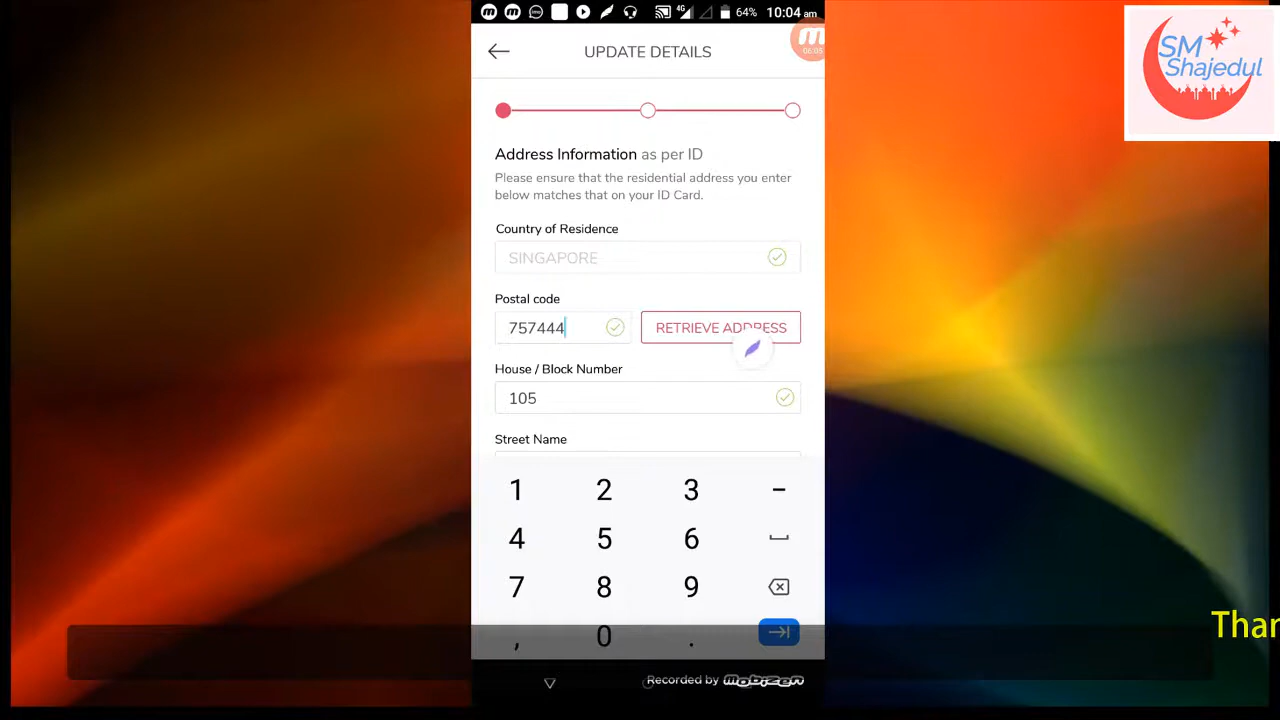 64% 10:04 am
UPDATE DETAILS
06:05
SM
Shajedul
Address Information as per ID
Please ensure that the residential address you enter
below matches that on your ID Card.
Country of Residence
SINGAPORE
Postal code
757444
RETRIEVE ADDRESS
House / Block Number
105
Street Name
1 2 3 -
4 5 6
7 8 9
, 0 .
Thar
Recorded by mobizen